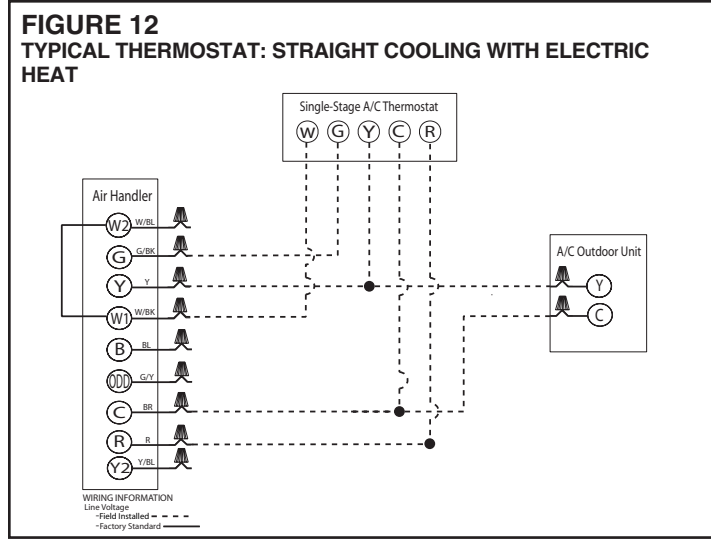 FIGURE 12
TYPICAL THERMOSTAT: STRAIGHT COOLING WITH ELECTRIC
HEAT
Single-Stage A/C Thermostat
W G Y C R
Air Handler
W2 W/BL
G G/BK
Y Y
W1 W/BK
B BL
ODD G/Y
C BR
R R
Y2 Y/BL
A/C Outdoor Unit
Y
C
WIRING INFORMATION
Line Voltage
-Field Installed
-Factory Standard